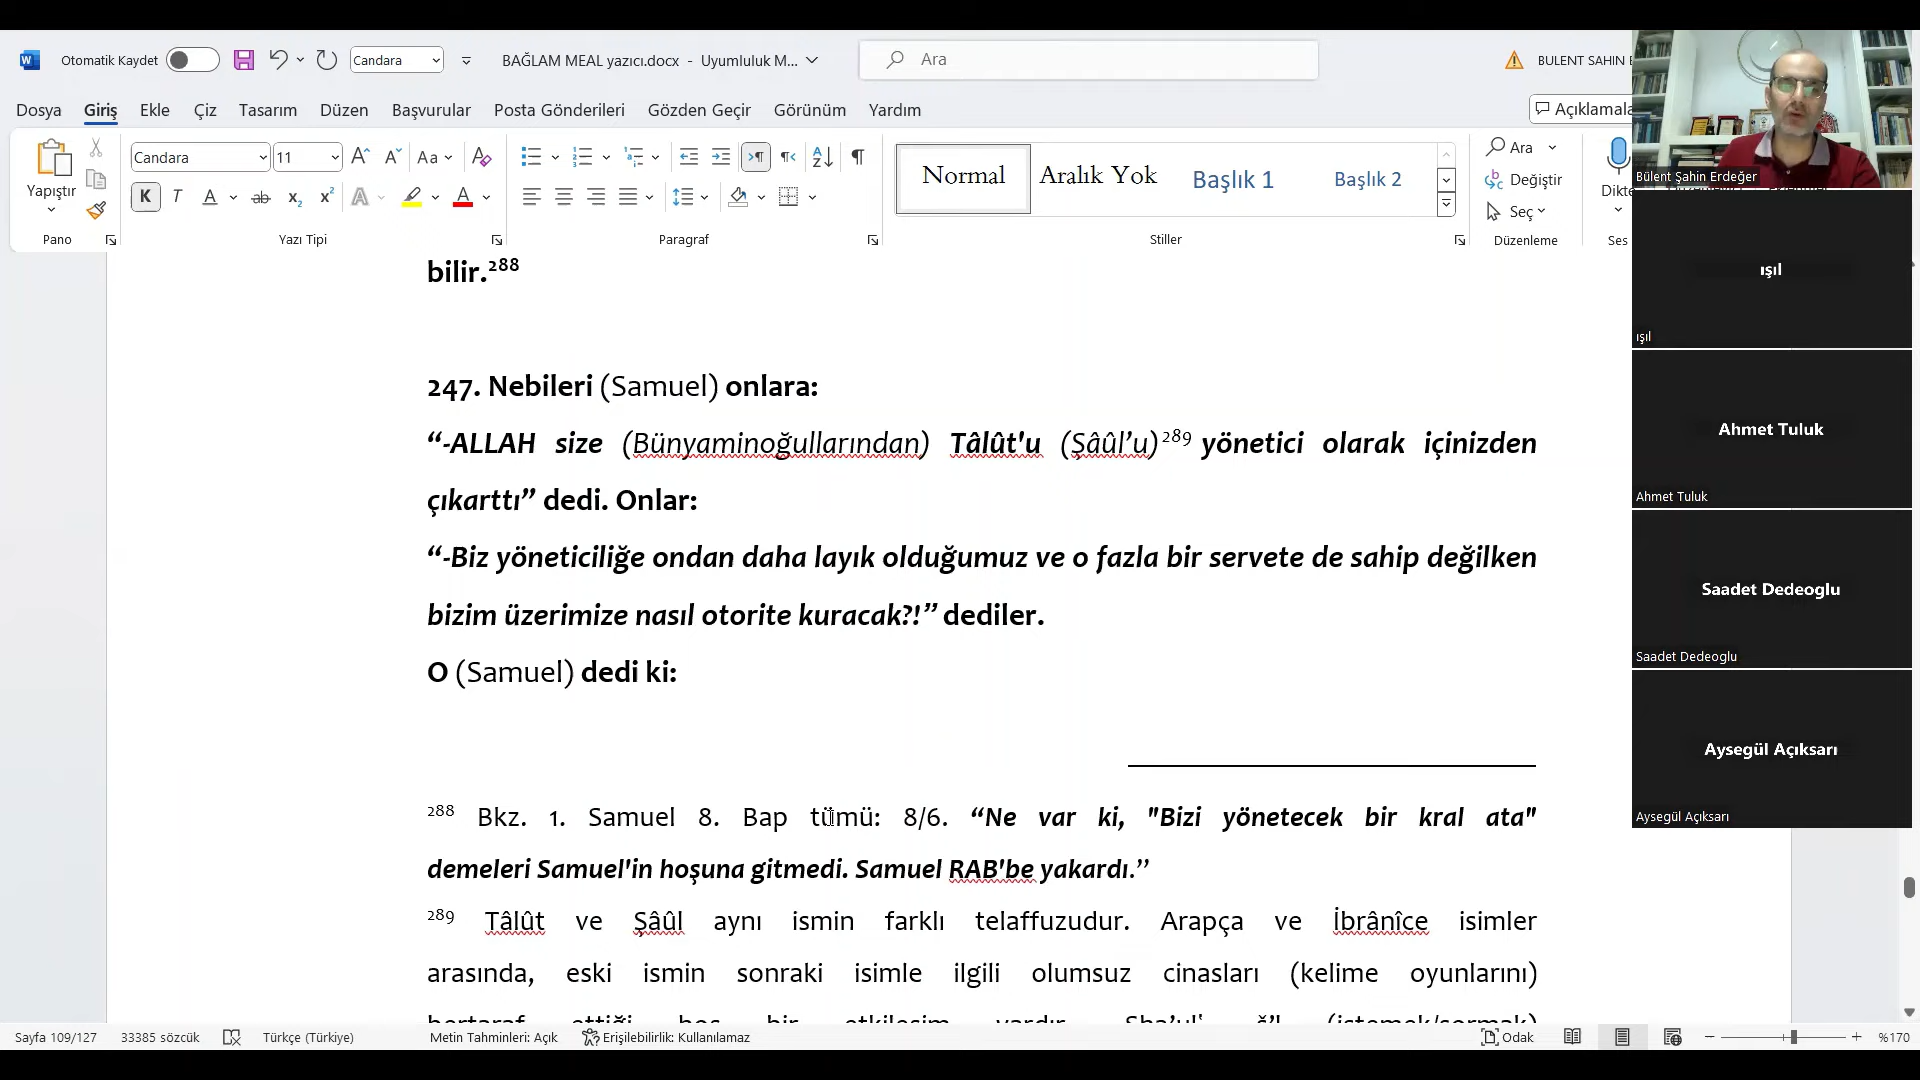 Otomatik Kaydet
Candara
BAĞLAM MEAL yazıcı.docx - Uyumluluk M...
Ara
BULENT SAHIN E
Dosya Giriş Ekle Çiz Tasarım Düzen Başvurular Posta Gönderileri Gözden Geçir Görünüm Yardım
Açıklamala
Yapıştır
Candara 11
Normal Aralık Yok Başlık 1 Başlık 2
Ara
Değiştir
Seç
Dikte
Pano Yazı Tipi Paragraf Stiller Düzenleme Ses
bilir.288
247. Nebileri (Samuel) onlara:
“-ALLAH size (Bünyaminoğullarından) Tâlût'u (Şâûl’u)289 yönetici olarak içinizden
çıkarttı” dedi. Onlar:
“-Biz yöneticiliğe ondan daha layık olduğumuz ve o fazla bir servete de sahip değilken
bizim üzerimize nasıl otorite kuracak?!” dediler.
O (Samuel) dedi ki:
288 Bkz. 1. Samuel 8. Bap tümü: 8/6. “Ne var ki, "Bizi yönetecek bir kral ata"
demeleri Samuel'in hoşuna gitmedi. Samuel RAB'be yakardı.”
289 Tâlût ve Şâûl aynı ismin farklı telaffuzudur. Arapça ve İbrânîce isimler
arasında, eski ismin sonraki isimle ilgili olumsuz cinasları (kelime oyunlarını)
Sayfa 109/127 33385 sözcük Türkçe (Türkiye) Metin Tahminleri: Açık Erişilebilirlik: Kullanılamaz Odak %170
Bülent Şahin Erdeğer
ışıl
ışıl
Ahmet Tuluk
Ahmet Tuluk
Saadet Dedeoglu
Saadet Dedeoglu
Aysegül Açıksarı
Aysegül Açıksarı